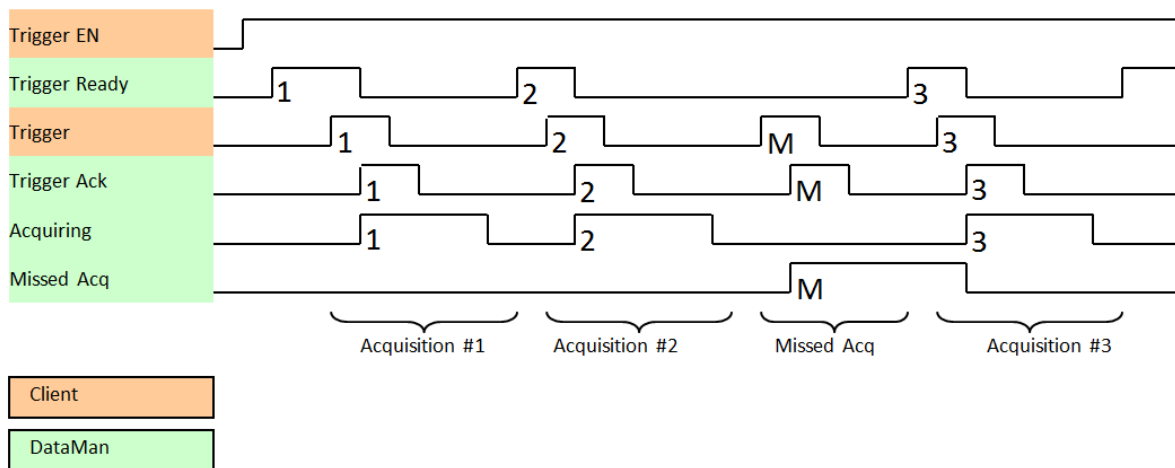 Trigger EN
Trigger Ready
1 2 3
Trigger
1 2 M 3
Trigger Ack
1 2 M 3
Acquiring
1 2 3
Missed Acq
M
Acquisition #1 Acquisition #2 Missed Acq Acquisition #3
Client
DataMan